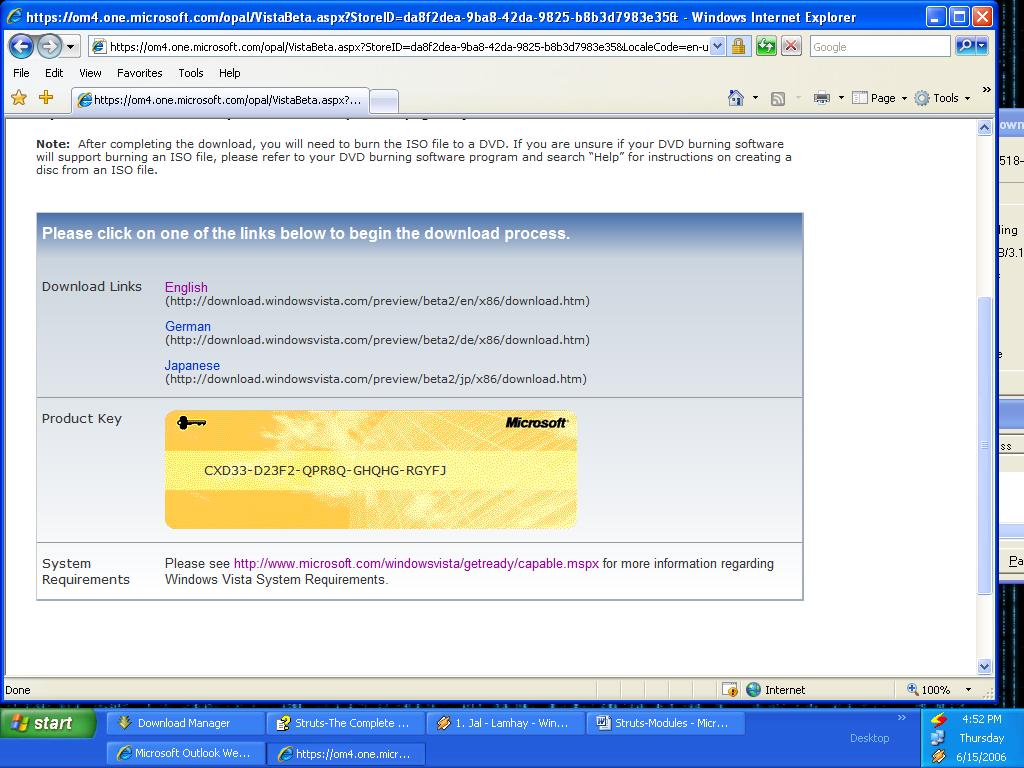 https://om4.one.microsoft.com/opal/VistaBeta.aspx?StoreID=da8f2dea-9ba8-42da-9825-b8b3d7983e35& - Windows Internet Explorer
https://om4.one.microsoft.com/opal/VistaBeta.aspx?StoreID=da8f2dea-9ba8-42da-9825-b8b3d7983e35&LocaleCode=en-u
Google
File Edit View Favorites Tools Help
https://om4.one.microsoft.com/opal/VistaBeta.aspx?...
Page Tools
Note: After completing the download, you will need to burn the ISO file to a DVD. If you are unsure if your DVD burning software
will support burning an ISO file, please refer to your DVD burning software program and search “Help” for instructions on creating a
disc from an ISO file.
Please click on one of the links below to begin the download process.
Download Links
English
(http://download.windowsvista.com/preview/beta2/en/x86/download.htm)
German
(http://download.windowsvista.com/preview/beta2/de/x86/download.htm)
Japanese
(http://download.windowsvista.com/preview/beta2/jp/x86/download.htm)
Product Key
Microsoft
CXD33-D23F2-QPR8Q-GHQHG-RGYFJ
System
Requirements
Please see http://www.microsoft.com/windowsvista/getready/capable.mspx for more information regarding
Windows Vista System Requirements.
Done
Internet
100%
start
Download Manager
Struts-The Complete ...
1. Jal - Lamhay - Win...
Struts-Modules - Micr...
Microsoft Outlook We...
https://om4.one.micr...
Desktop
4:52 PM
Thursday
6/15/2006